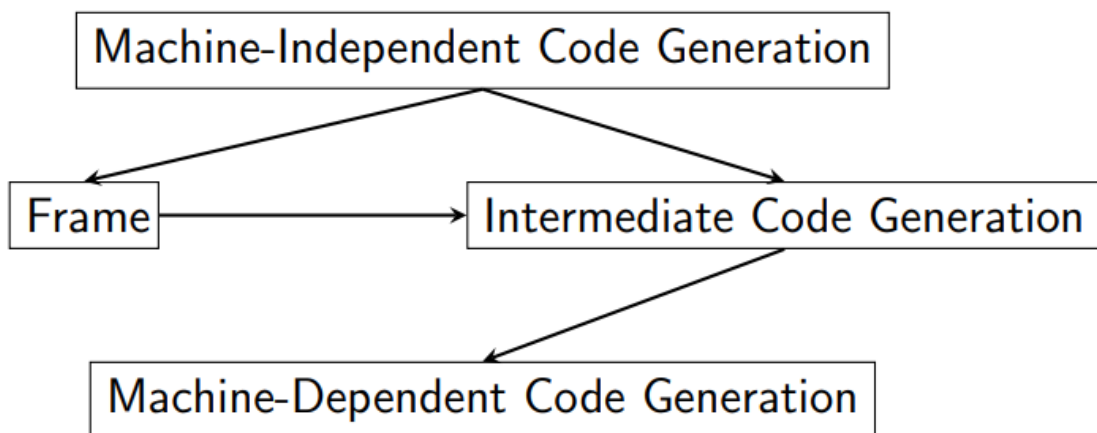 Machine-Independent Code Generation
Frame
Intermediate Code Generation
Machine-Dependent Code Generation